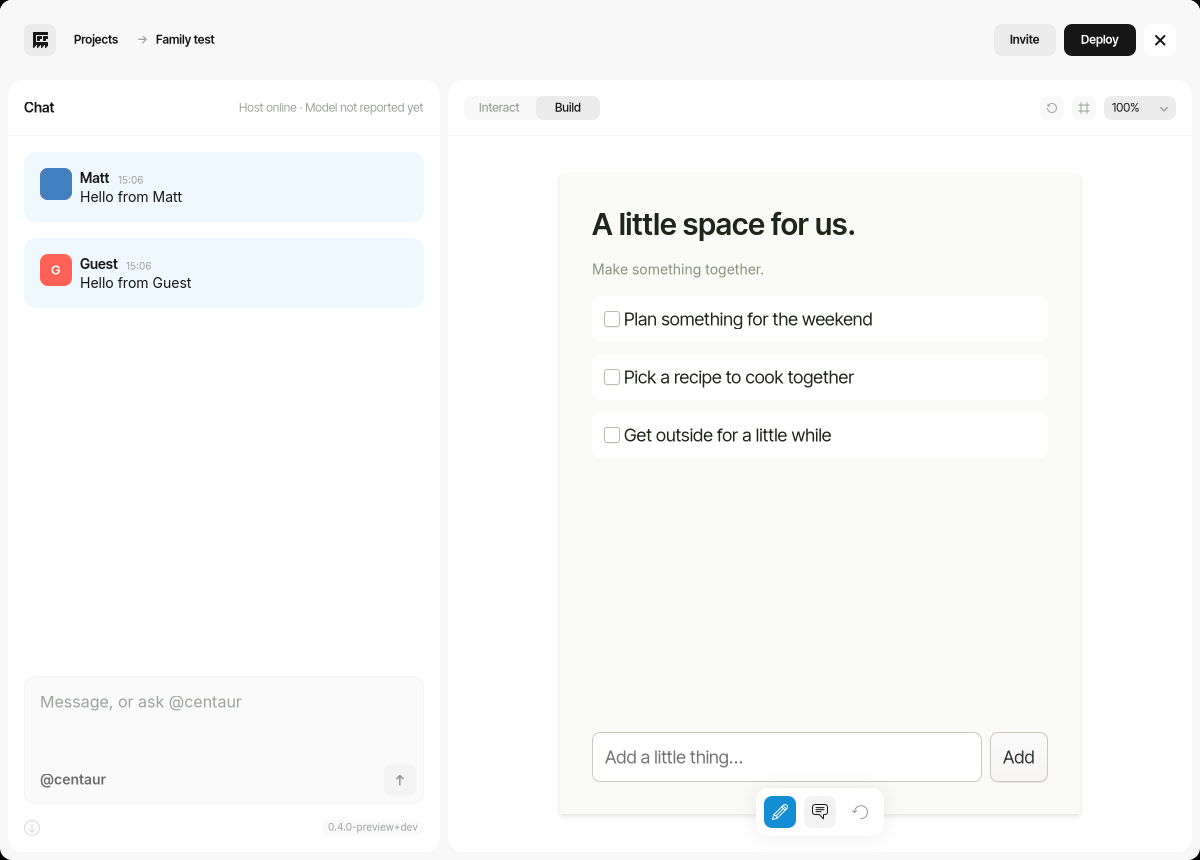 Projects → Family test
Invite
Deploy
Chat
Host online · Model not reported yet
Matt 15:06
Hello from Matt
G
Guest 15:06
Hello from Guest
Message, or ask @centaur
@centaur
0.4.0-preview+dev
Interact
Build
100%
A little space for us.
Make something together.
Plan something for the weekend
Pick a recipe to cook together
Get outside for a little while
Add a little thing...
Add